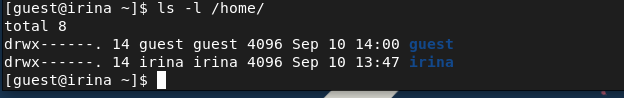 [guest@irina ~]$ ls -l /home/
total 8
drwx------. 14 guest guest 4096 Sep 10 14:00 guest
drwx------. 14 irina irina 4096 Sep 10 13:47 irina
[guest@irina ~]$